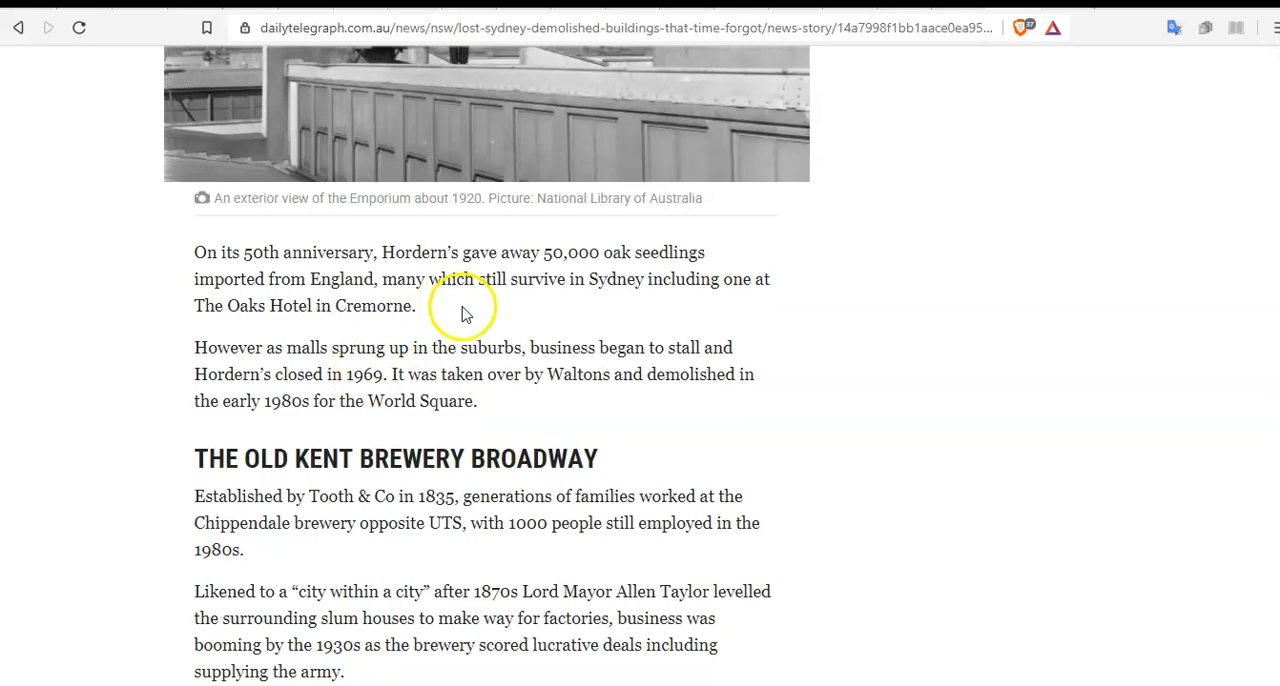 dailytelegraph.com.au/news/nsw/lost-sydney-demolished-buildings-that-time-forgot/news-story/14a7998f1bb1aace0ea95...
37
An exterior view of the Emporium about 1920. Picture: National Library of Australia
On its 50th anniversary, Hordern's gave away 50,000 oak seedlings
imported from England, many which still survive in Sydney including one at
The Oaks Hotel in Cremorne.
However as malls sprung up in the suburbs, business began to stall and
Hordern's closed in 1969. It was taken over by Waltons and demolished in
the early 1980s for the World Square.
THE OLD KENT BREWERY BROADWAY
Established by Tooth & Co in 1835, generations of families worked at the
Chippendale brewery opposite UTS, with 1000 people still employed in the
1980s.
Likened to a “city within a city” after 1870s Lord Mayor Allen Taylor levelled
the surrounding slum houses to make way for factories, business was
booming by the 1930s as the brewery scored lucrative deals including
supplying the army.